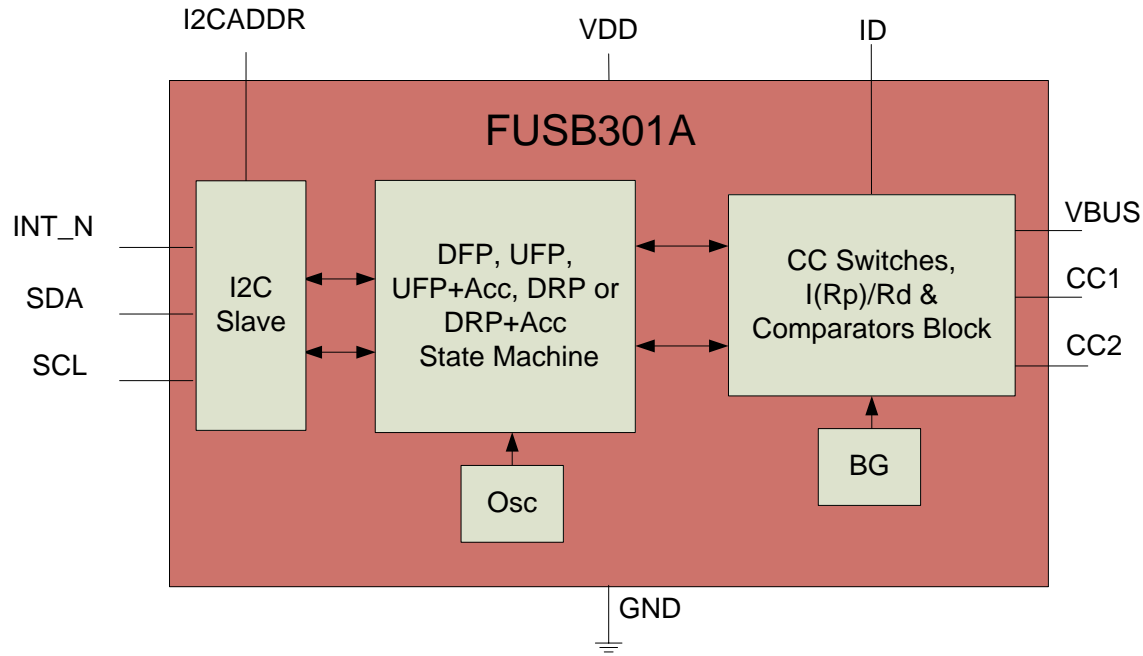 I2CADDR
VDD
ID
FUSB301A
INT_N
SDA
SCL
I2C
Slave
DFP, UFP,
UFP+Acc, DRP or
DRP+Acc
State Machine
CC Switches,
I(Rp)/Rd &
Comparators Block
VBUS
CC1
CC2
Osc
BG
GND